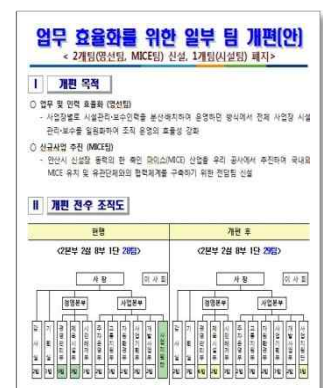 업무 효율화를 위한 일부 팀 개편(안)
< 2개팀(영선팀, MICE팀) 신설, 1개팀(시설팀) 폐지>
Ⅰ 개편 목적
○ 업무 및 인력 효율화 (영선팀)
- 사업장별로 시설관리·보수인력을 분산배치하여 운영하던 방식에서 전체 사업장 시설
관리·보수를 일원화하여 조직 운영의 효율성 강화
○ 신규사업 추진 (MICE팀)
- 안산시 신성장 동력의 한 축인 마이스(MICE) 산업을 우리 공사에서 추진하여 국내외
MICE 유치 및 유관단체와의 협력체계를 구축하기 위한 전담팀 신설
Ⅱ 개편 전·후 조직도
현행 개편 후
<2본부 2실 8부 1단 28팀> <2본부 2실 8부 1단 29팀>
사 장 이 사 회 사 장 이 사 회
경영본부 사업본부 경영본부 사업본부